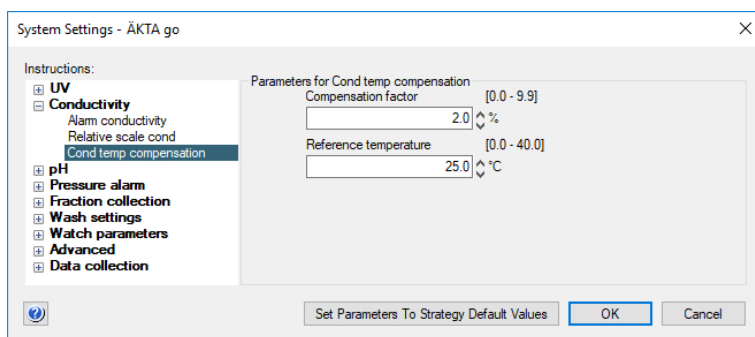 System Settings - ÄKTA go
Instructions:
UV
Conductivity
Alarm conductivity
Relative scale cond
Cond temp compensation
pH
Pressure alarm
Fraction collection
Wash settings
Watch parameters
Advanced
Data collection
Parameters for Cond temp compensation
Compensation factor [0.0 - 9.9]
2.0 %
Reference temperature [0.0 - 40.0]
25.0 °C
Set Parameters To Strategy Default Values OK Cancel